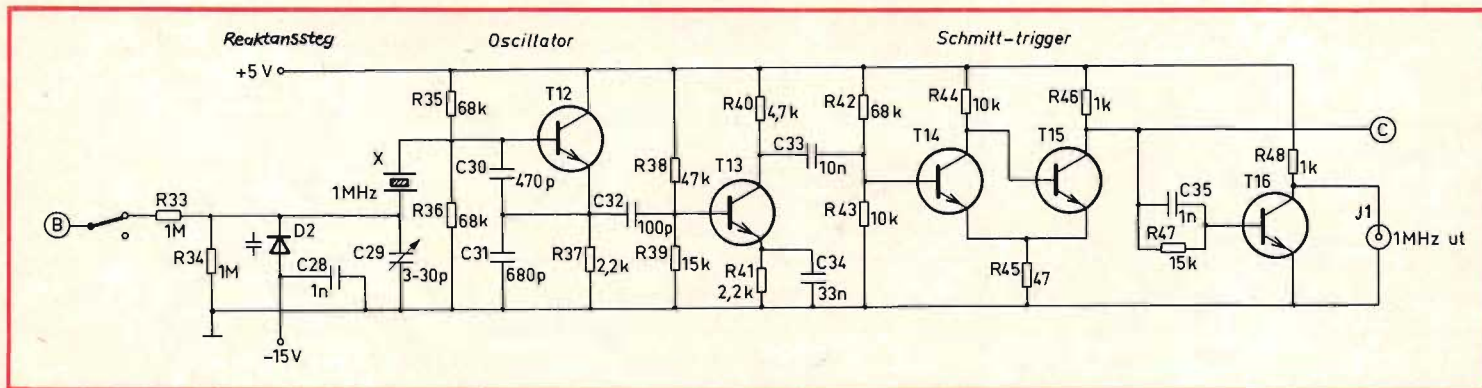 Reaktanssteg
Oscillator
Schmitt-trigger
+5 V
R35
68k
T12
R38
47k
R40
4,7k
C33
10n
R42
68k
R44
10k
T14
R46
1k
T15
C
X
1MHz
C30
470p
C32
100p
T13
R43
10k
C35
1n
R47
15k
T16
R48
1k
J1
1MHz ut
B
R33
1M
R34
1M
D2
C28
1n
C29
3-30p
R36
68k
C31
680p
R37
2,2k
R39
15k
R41
2,2k
C34
33n
R45
47
-15V